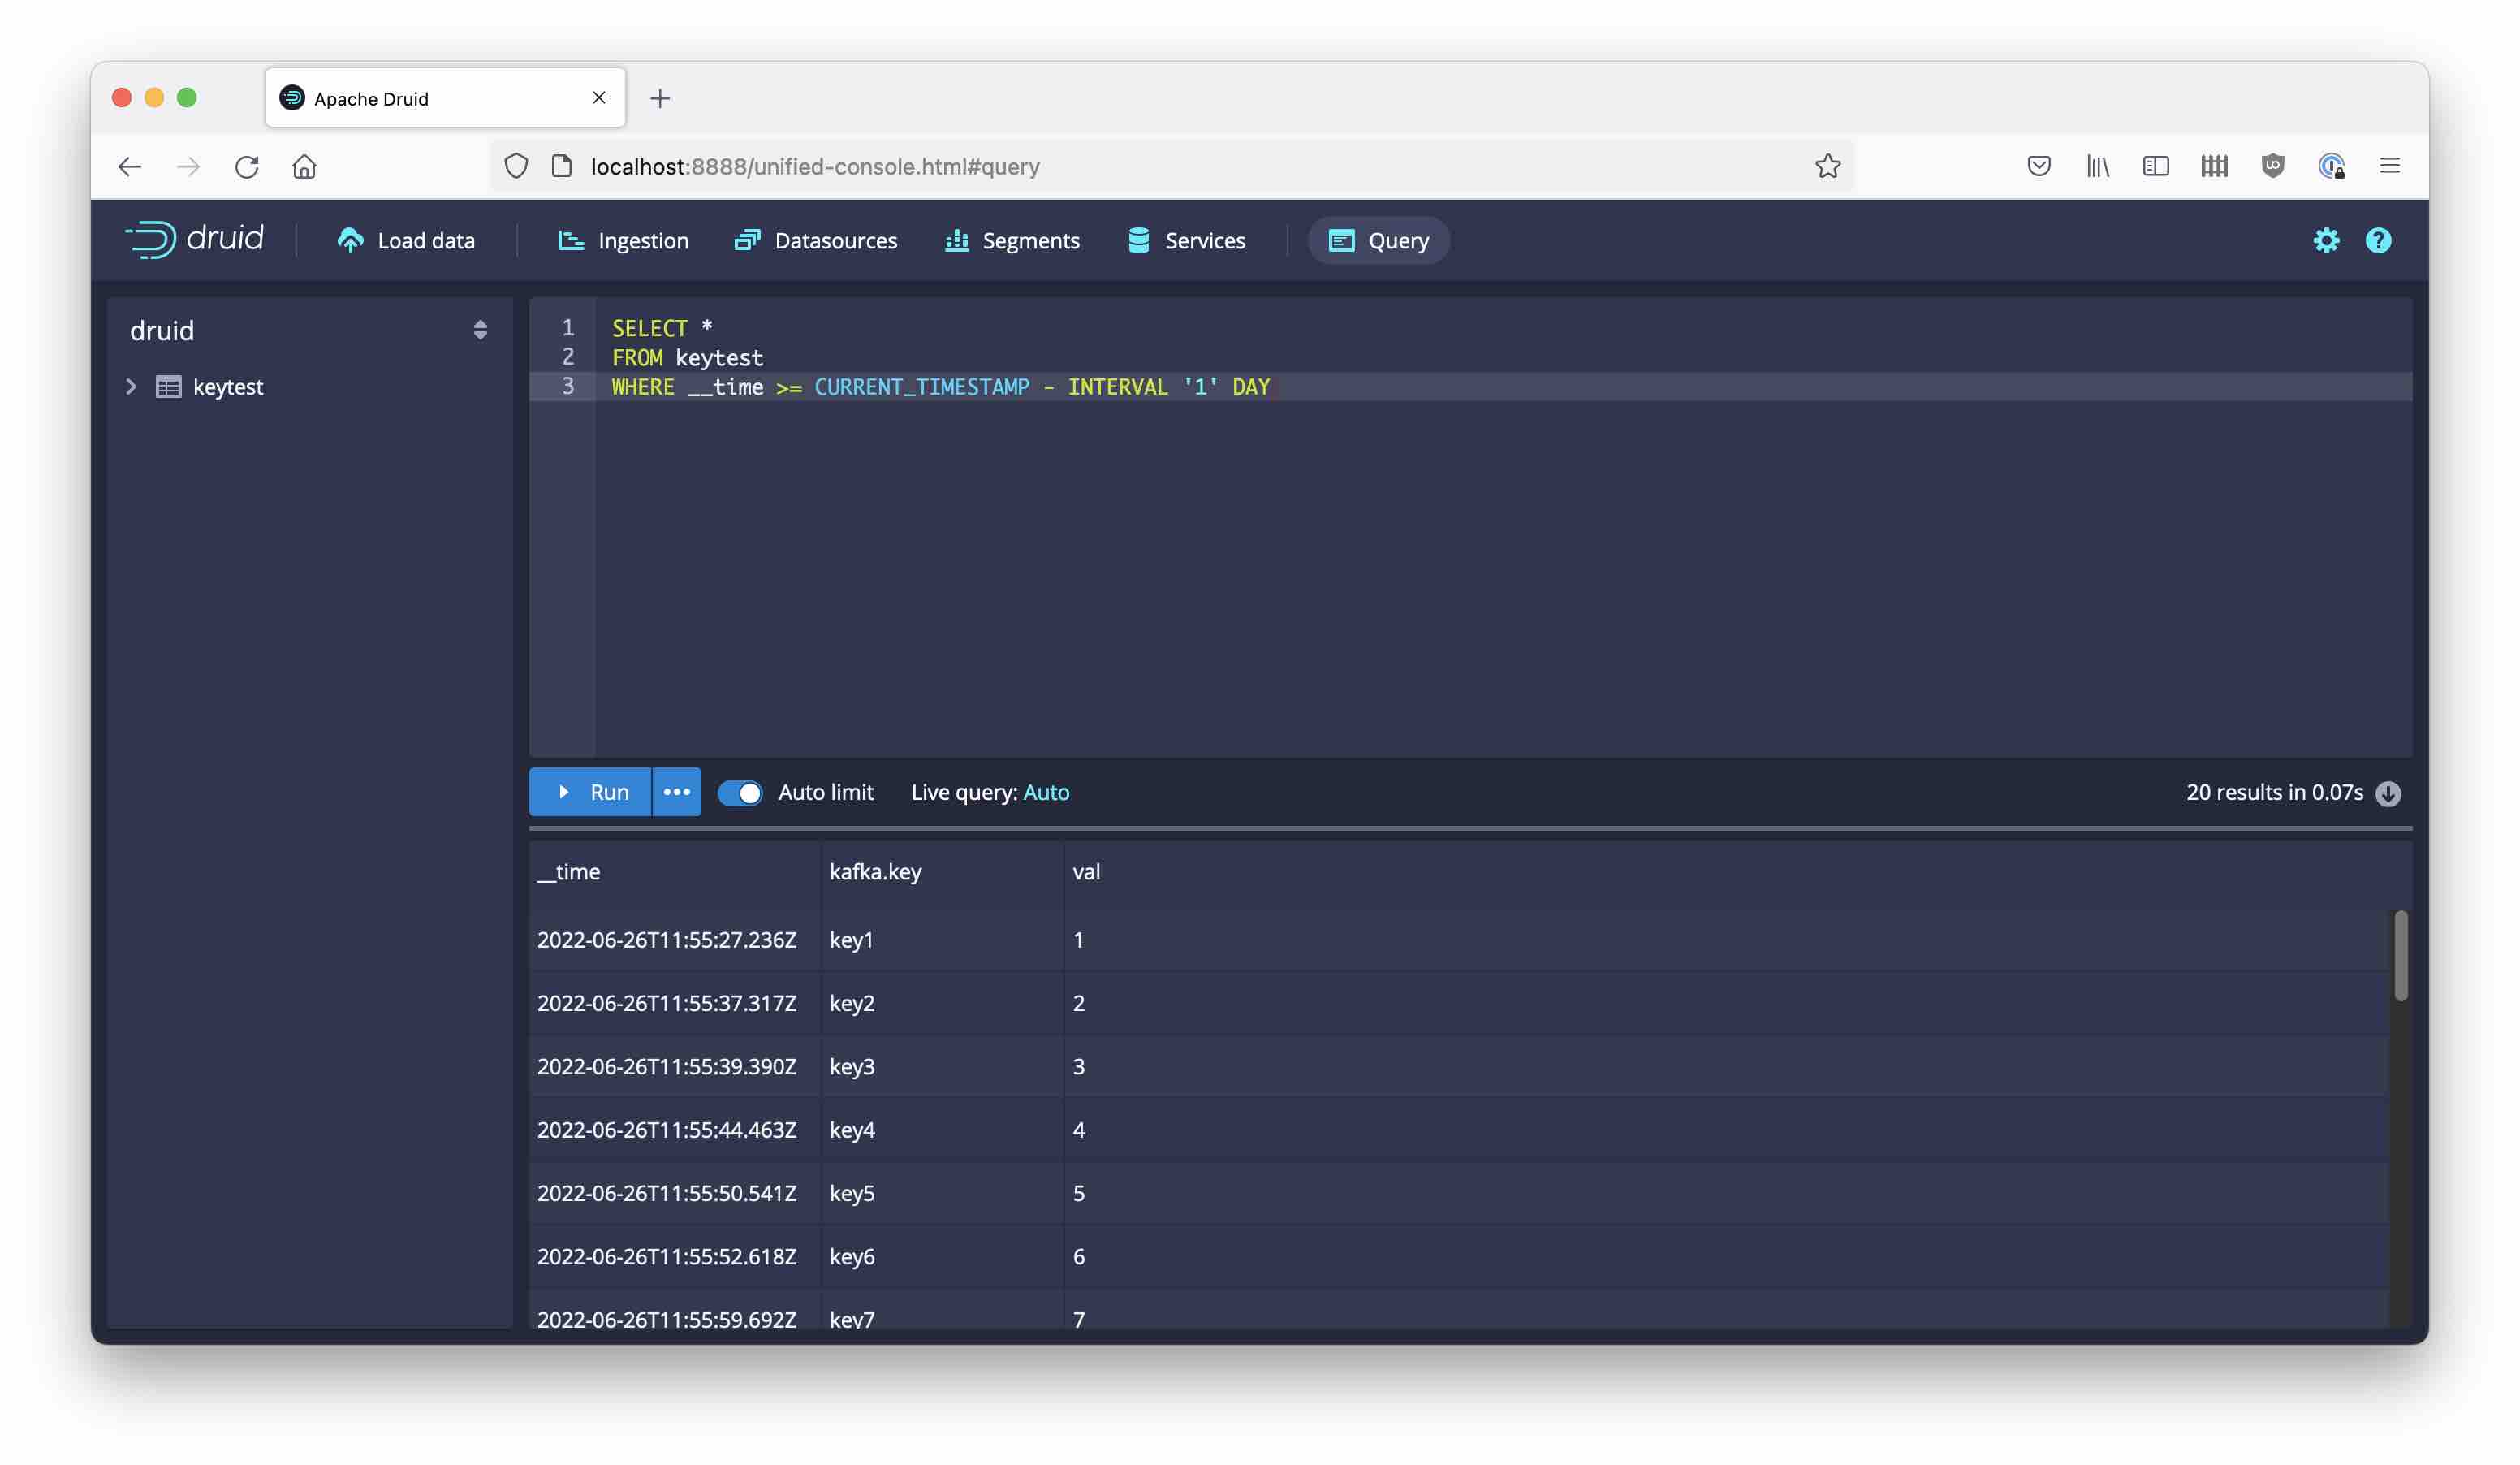 Apache Druid
localhost:8888/unified-console.html#query
druid Load data Ingestion Datasources Segments Services Query
druid
keytest
1 SELECT *
2 FROM keytest
3 WHERE __time >= CURRENT_TIMESTAMP - INTERVAL '1' DAY
Run Auto limit Live query: Auto 20 results in 0.07s
__time kafka.key val
2022-06-26T11:55:27.236Z key1 1
2022-06-26T11:55:37.317Z key2 2
2022-06-26T11:55:39.390Z key3 3
2022-06-26T11:55:44.463Z key4 4
2022-06-26T11:55:50.541Z key5 5
2022-06-26T11:55:52.618Z key6 6
2022-06-26T11:55:59.692Z key7 7